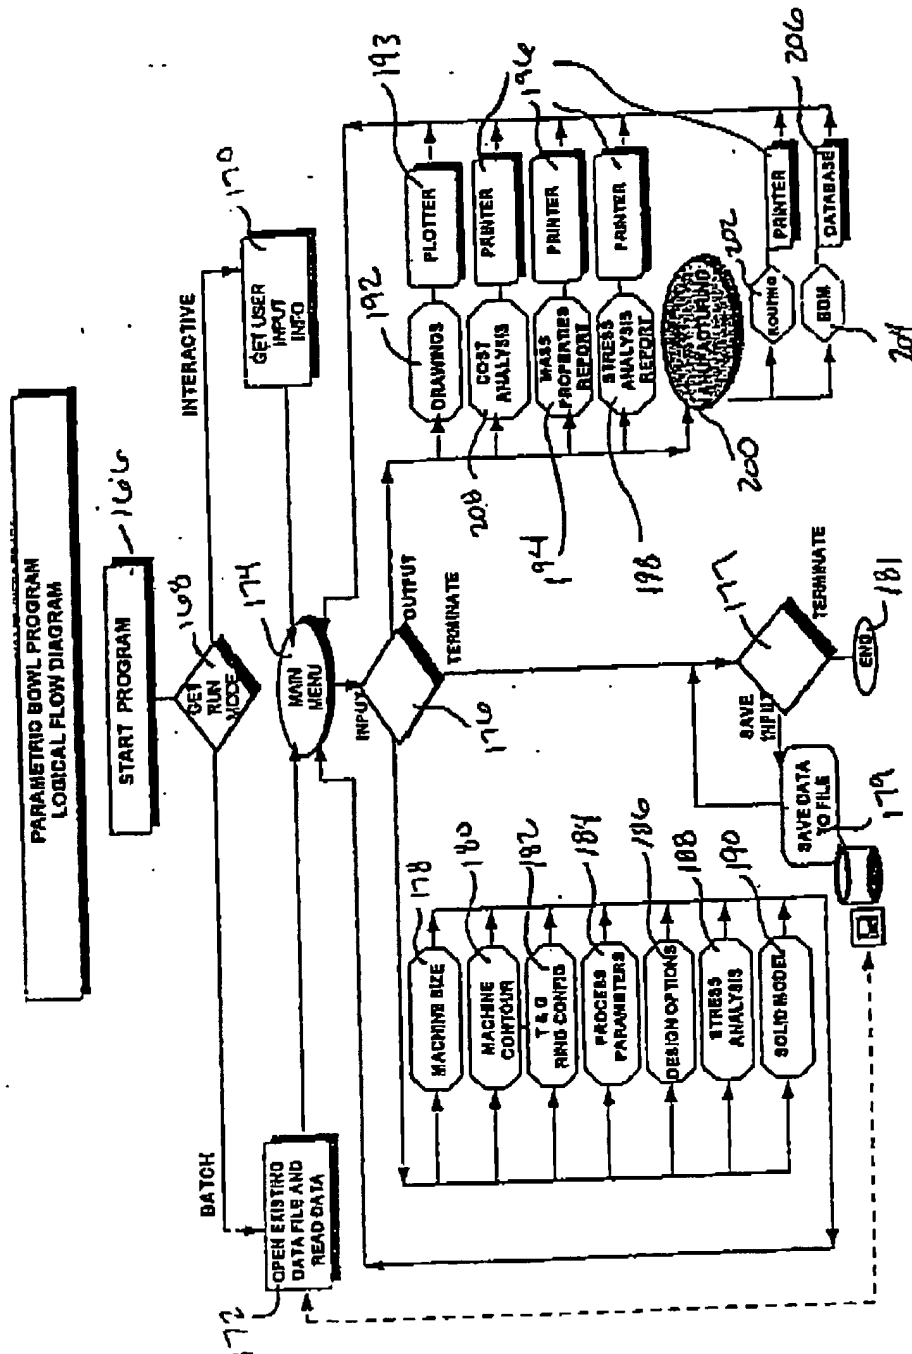 PARAMETRIC BOWL PROGRAM
LOGICAL FLOW DIAGRAM
START PROGRAM
166
GET
RUN
MODE
168
BATCH
INTERACTIVE
OPEN EXISTING
DATA FILE AND
READ DATA
172
GET USER
INPUT
INFO
170
MAIN
MENU
174
INPUT
OUTPUT
TERMINATE
176
MACHINE SIZE
178
MACHINE
CONTOUR
180
T & G
RING CONFIG
182
PROCESS
PARAMETERS
184
DESIGN OPTIONS
186
STRESS
ANALYSIS
188
SOLID MODEL
190
DRAWINGS
192
PLOTTER
193
COST
ANALYSIS
208
PRINTER
196
MASS
PROPERTIES
REPORT
194
PRINTER
196
STRESS
ANALYSIS
REPORT
198
PRINTER
MANUFACTURING
200
ROUTING
202
PRINTER
BOM
204
DATABASE
206
SAVE
INPUT
177
TERMINATE
SAVE DATA
TO FILE
179
END
181